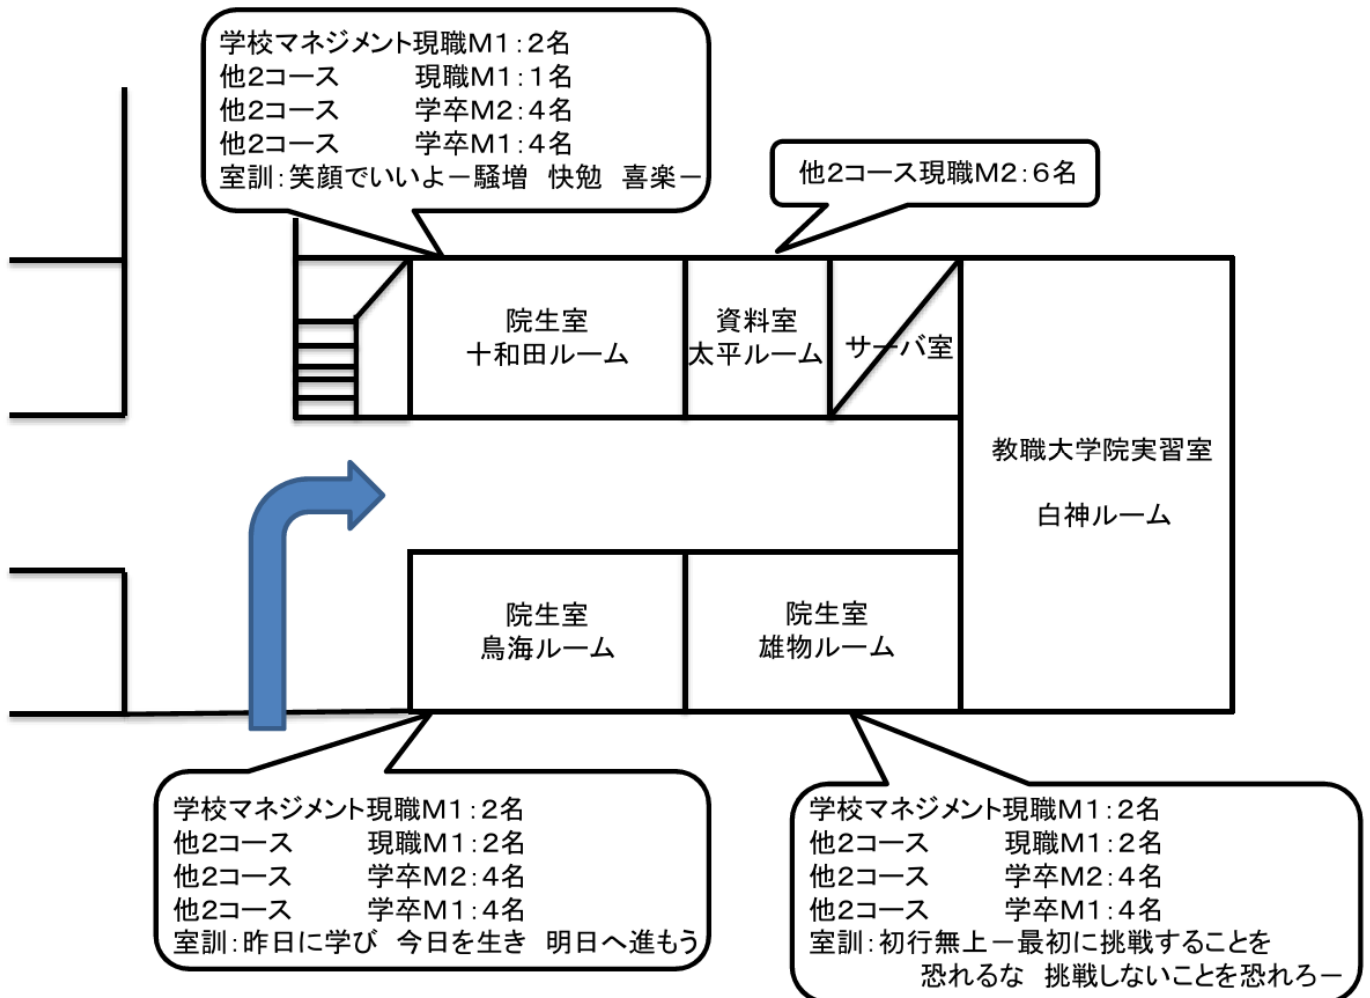 学校マネジメント現職M1：2名
他2コース　　　現職M1：1名
他2コース　　　学卒M2：4名
他2コース　　　学卒M1：4名
室訓：笑顔でいいよー騒増　快勉　喜楽ー
他2コース現職M2：6名
院生室
十和田ルーム
資料室
太平ルーム
サーバ室
教職大学院実習室
白神ルーム
院生室
鳥海ルーム
院生室
雄物ルーム
学校マネジメント現職M1：2名
他2コース　　　現職M1：2名
他2コース　　　学卒M2：4名
他2コース　　　学卒M1：4名
室訓：昨日に学び　今日を生き　明日へ進もう
学校マネジメント現職M1：2名
他2コース　　　現職M1：2名
他2コース　　　学卒M2：4名
他2コース　　　学卒M1：4名
室訓：初行無上ー最初に挑戦することを
恐れるな　挑戦しないことを恐れろー